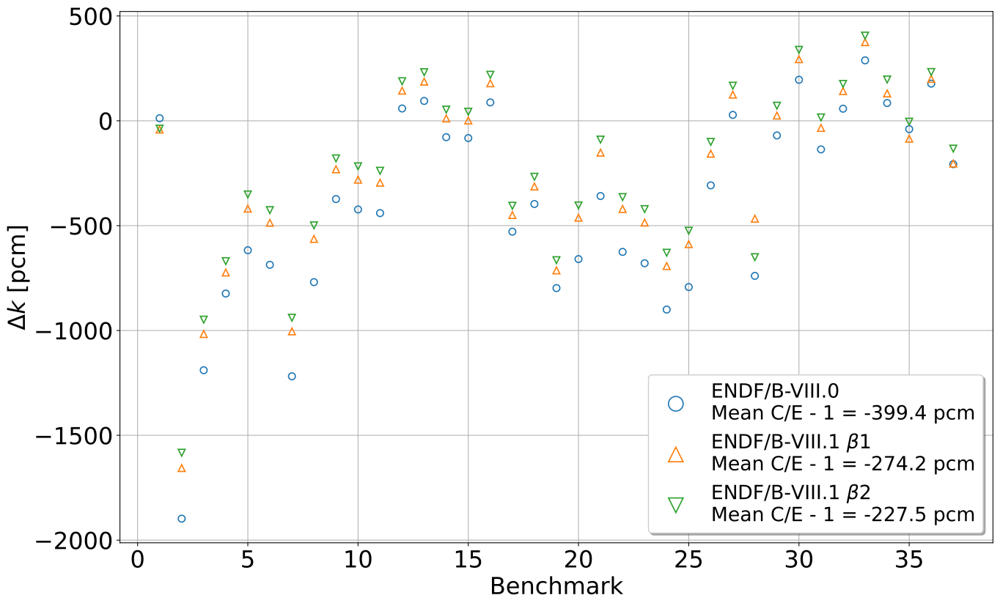 500
0
−500
−1000
−1500
−2000
Δk [pcm]
ENDF/B-VIII.0
Mean C/E - 1 = -399.4 pcm
ENDF/B-VIII.1 β1
Mean C/E - 1 = -274.2 pcm
ENDF/B-VIII.1 β2
Mean C/E - 1 = -227.5 pcm
0 5 10 15 20 25 30 35
Benchmark